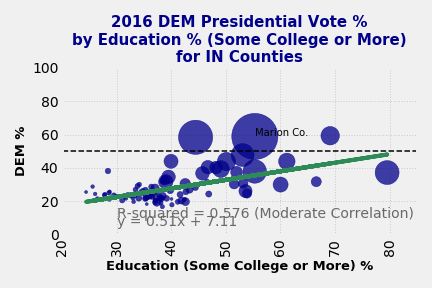 2016 DEM Presidential Vote %
by Education % (Some College or More)
for IN Counties
100
80
60
40
20
0
DEM %
Marion Co.
R-squared = 0.576 (Moderate Correlation)
y = 0.51x + 7.11
20 30 40 50 60 70 80
Education (Some College or More) %